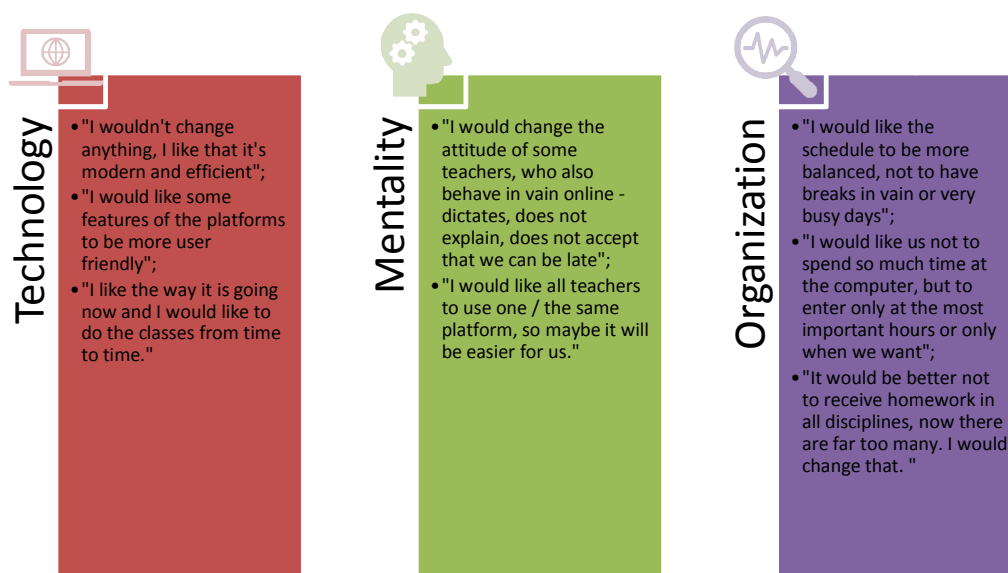 Technology
•"I wouldn't change
anything, I like that it's
modern and efficient";
•"I would like some
features of the platforms
to be more user
friendly";
•"I like the way it is going
now and I would like to
do the classes from time
to time."
Mentality
•"I would change the
attitude of some
teachers, who also
behave in vain online -
dictates, does not
explain, does not accept
that we can be late";
•"I would like all teachers
to use one / the same
platform, so maybe it will
be easier for us."
Organization
•"I would like the
schedule to be more
balanced, not to have
breaks in vain or very
busy days";
•"I would like us not to
spend so much time at
the computer, but to
enter only at the most
important hours or only
when we want";
•"It would be better not
to receive homework in
all disciplines, now there
are far too many. I would
change that. "